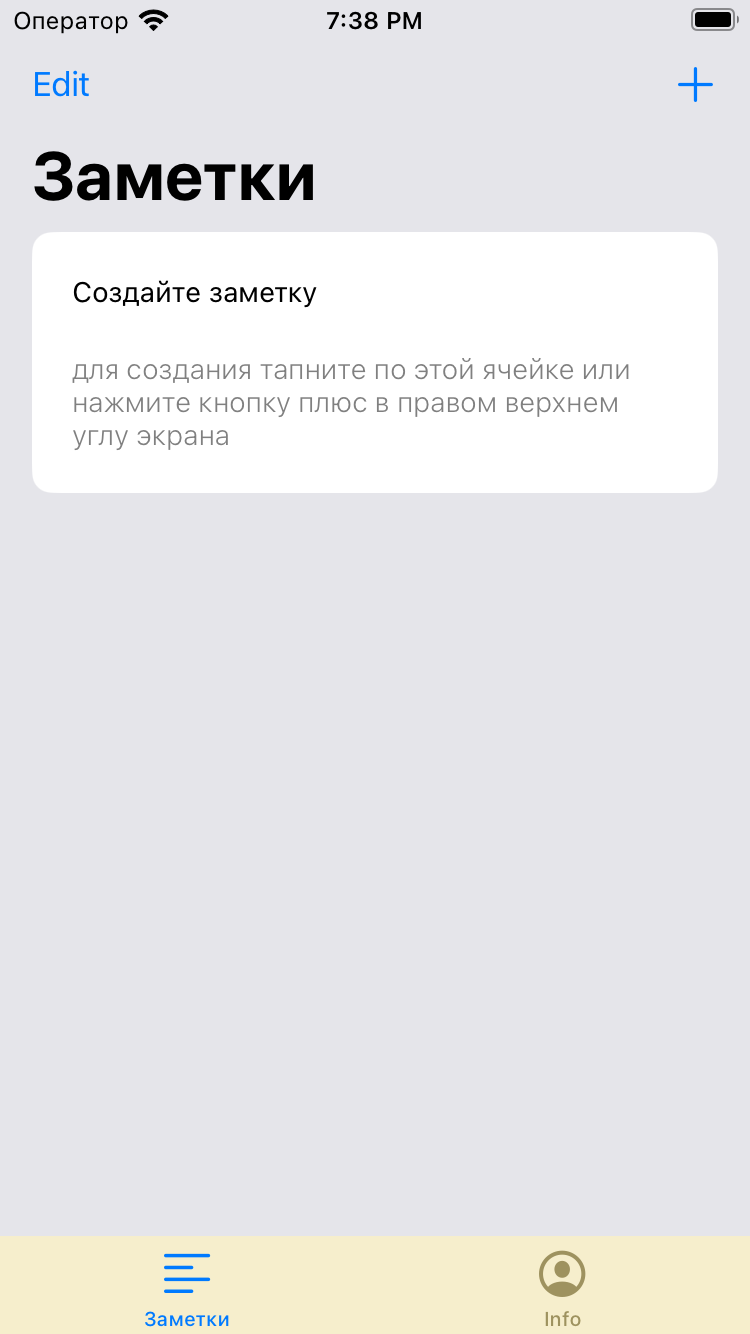 Оператор 7:38 PM
Edit
Заметки
Создайте заметку
для создания тапните по этой ячейке или
нажмите кнопку плюс в правом верхнем
углу экрана
Заметки Info